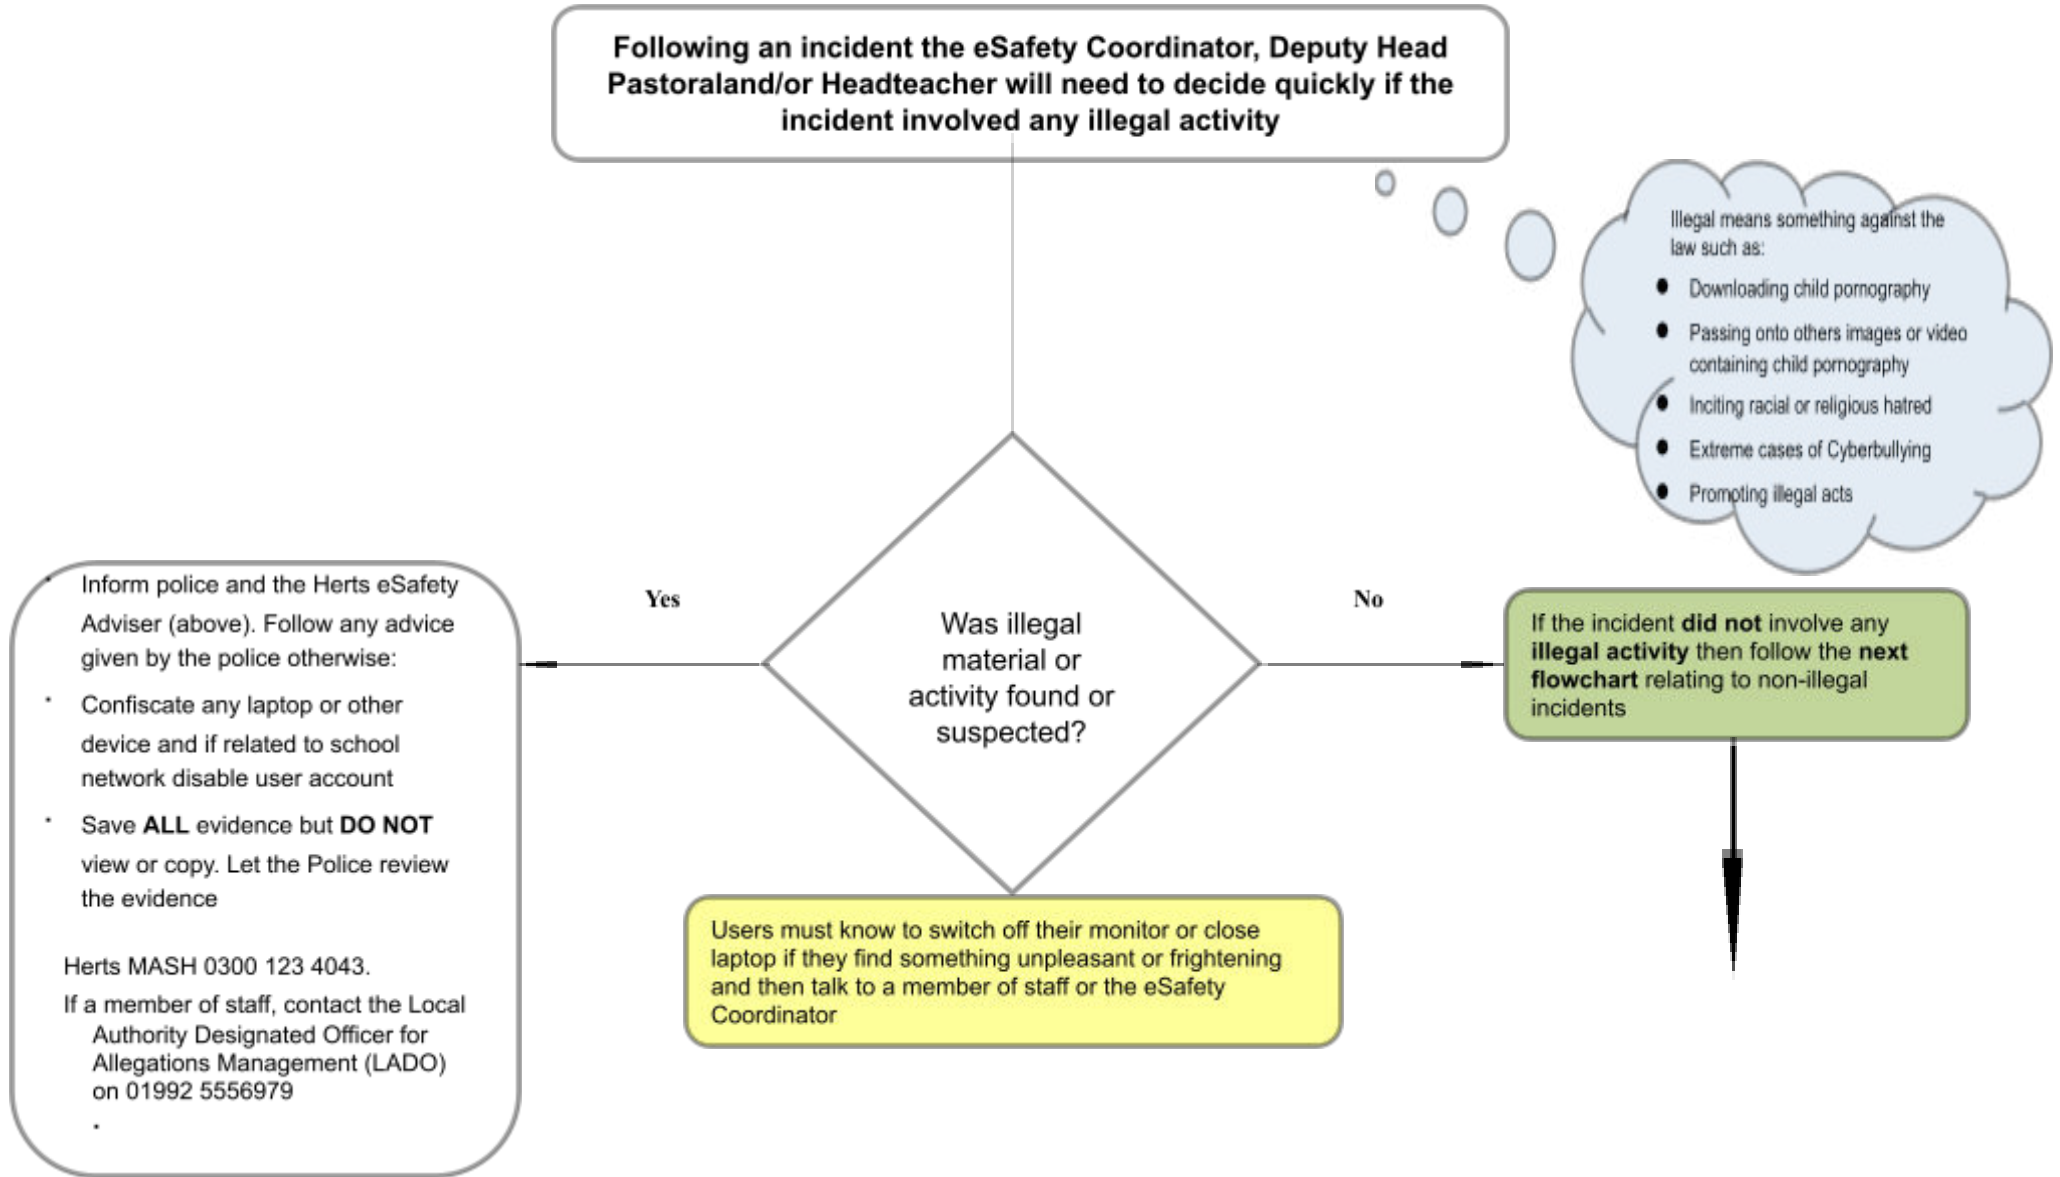 Following an incident the eSafety Coordinator, Deputy Head
Pastoraland/or Headteacher will need to decide quickly if the
incident involved any illegal activity
Illegal means something against the
law such as:
● Downloading child pornography
● Passing onto others images or video
containing child pornography
● Inciting racial or religious hatred
● Extreme cases of Cyberbullying
● Promoting illegal acts
Yes
Was illegal
material or
activity found or
suspected?
No
· Inform police and the Herts eSafety
Adviser (above). Follow any advice
given by the police otherwise:
· Confiscate any laptop or other
device and if related to school
network disable user account
· Save ALL evidence but DO NOT
view or copy. Let the Police review
the evidence
Herts MASH 0300 123 4043.
If a member of staff, contact the Local
Authority Designated Officer for
Allegations Management (LADO)
on 01992 5556979
·
If the incident did not involve any
illegal activity then follow the next
flowchart relating to non-illegal
incidents
Users must know to switch off their monitor or close
laptop if they find something unpleasant or frightening
and then talk to a member of staff or the eSafety
Coordinator